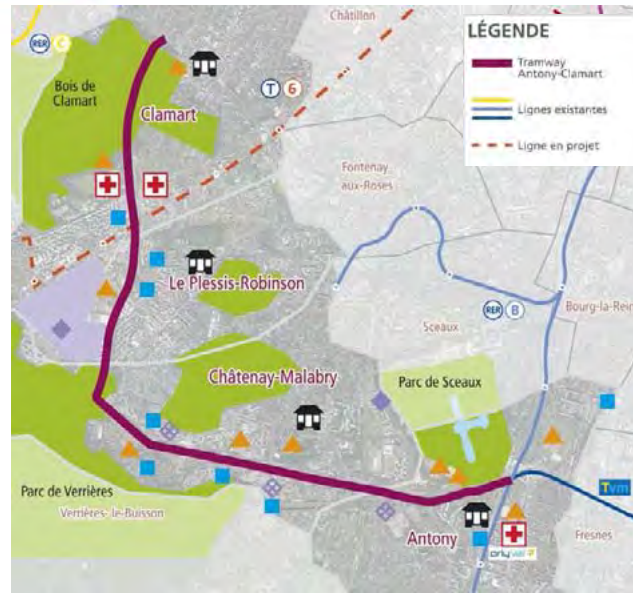 RER C
Châtillon
LÉGENDE
Tramway
Antony-Clamart
Lignes existantes
Ligne en projet
Bois de
Clamart
Clamart
T 6
Fontenay
aux-Roses
Le Plessis-Robinson
RER B
Bourg-la-Rein
Sceaux
Châtenay-Malabry
Parc de Sceaux
Parc de Verrières
Verrières-le-Buisson
Tvm
Antony
Fresnes
orlyval